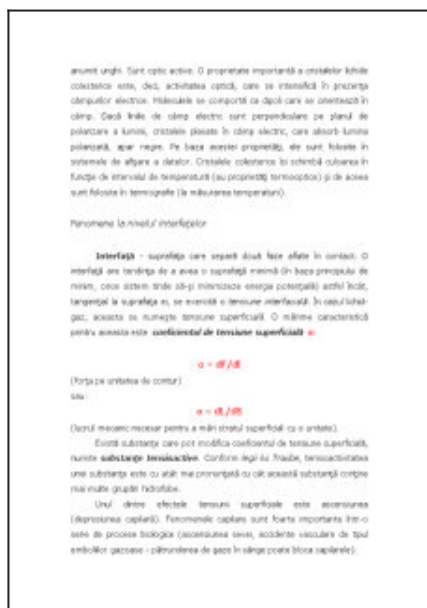 anumit unghi. Sunt optic active. O proprietate importantă a cristalelor lichide
colesterice este, deci, activitatea optică, care se intensifică în prezența
câmpurilor electrice. Moleculele se comportă ca dipoli care se orientează în
câmp. Dacă liniile de câmp electric sunt perpendiculare pe planul de
polarizare a luminii, cristalele plasate în câmp electric, care absorb lumina
polarizată, apar negre. Pe baza acestei proprietăți, ele sunt folosite în
sistemele de afișare a datelor. Cristalele colesterice își schimbă culoarea în
funcție de intervalul de temperatură (au proprietăți termooptice) și de aceea
sunt folosite în termografie (la măsurarea temperaturii).
Fenomene la nivelul interfețelor
Interfață - suprafața care separă două faze aflate în contact. O
interfață are tendința de a avea o suprafață minimă (în baza principiului de
minim, orice sistem tinde să-și minimizeze energia potențială) astfel încât,
tangențial la suprafața ei, se exercită o tensiune interfacială. În cazul lichid-
gaz, aceasta se numește tensiune superficială. O mărime caracteristică
pentru aceasta este coeficientul de tensiune superficială σ:
σ = dF/dl
(forța pe unitatea de contur)
sau:
σ = dL/dS
(lucrul mecanic necesar pentru a mări stratul superficial cu o unitate).
Există substanțe care pot modifica coeficientul de tensiune superficială,
numite substanțe tensioactive. Conform legii lui Traube, tensioactivitatea
unei substanțe este cu atât mai pronunțată cu cât această substanță conține
mai multe grupări hidrofobe.
Unul dintre efectele tensiunii superficiale este ascensiunea
(depresiunea capilară). Fenomenele capilare sunt foarte importante într-o
serie de procese biologice (ascensiunea sevei, accidente vasculare de tipul
emboliilor gazoase - pătrunderea de gaze în sânge poate bloca capilarele).